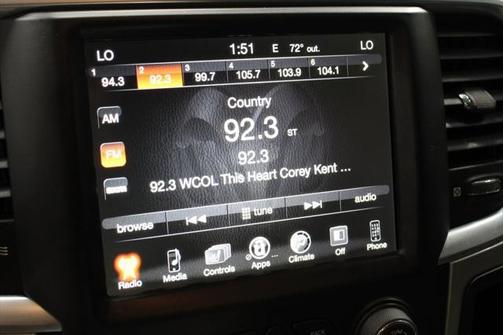 LO 1:51 E 72° out. LO
1 94.3 2 92.3 3 99.7 4 105.7 5 103.9 6 104.1
AM
Country
92.3 ST
FM
92.3
92.3 WCOL This Heart Corey Kent ...
browse tune audio
Radio Media Controls Apps Climate Off Phone